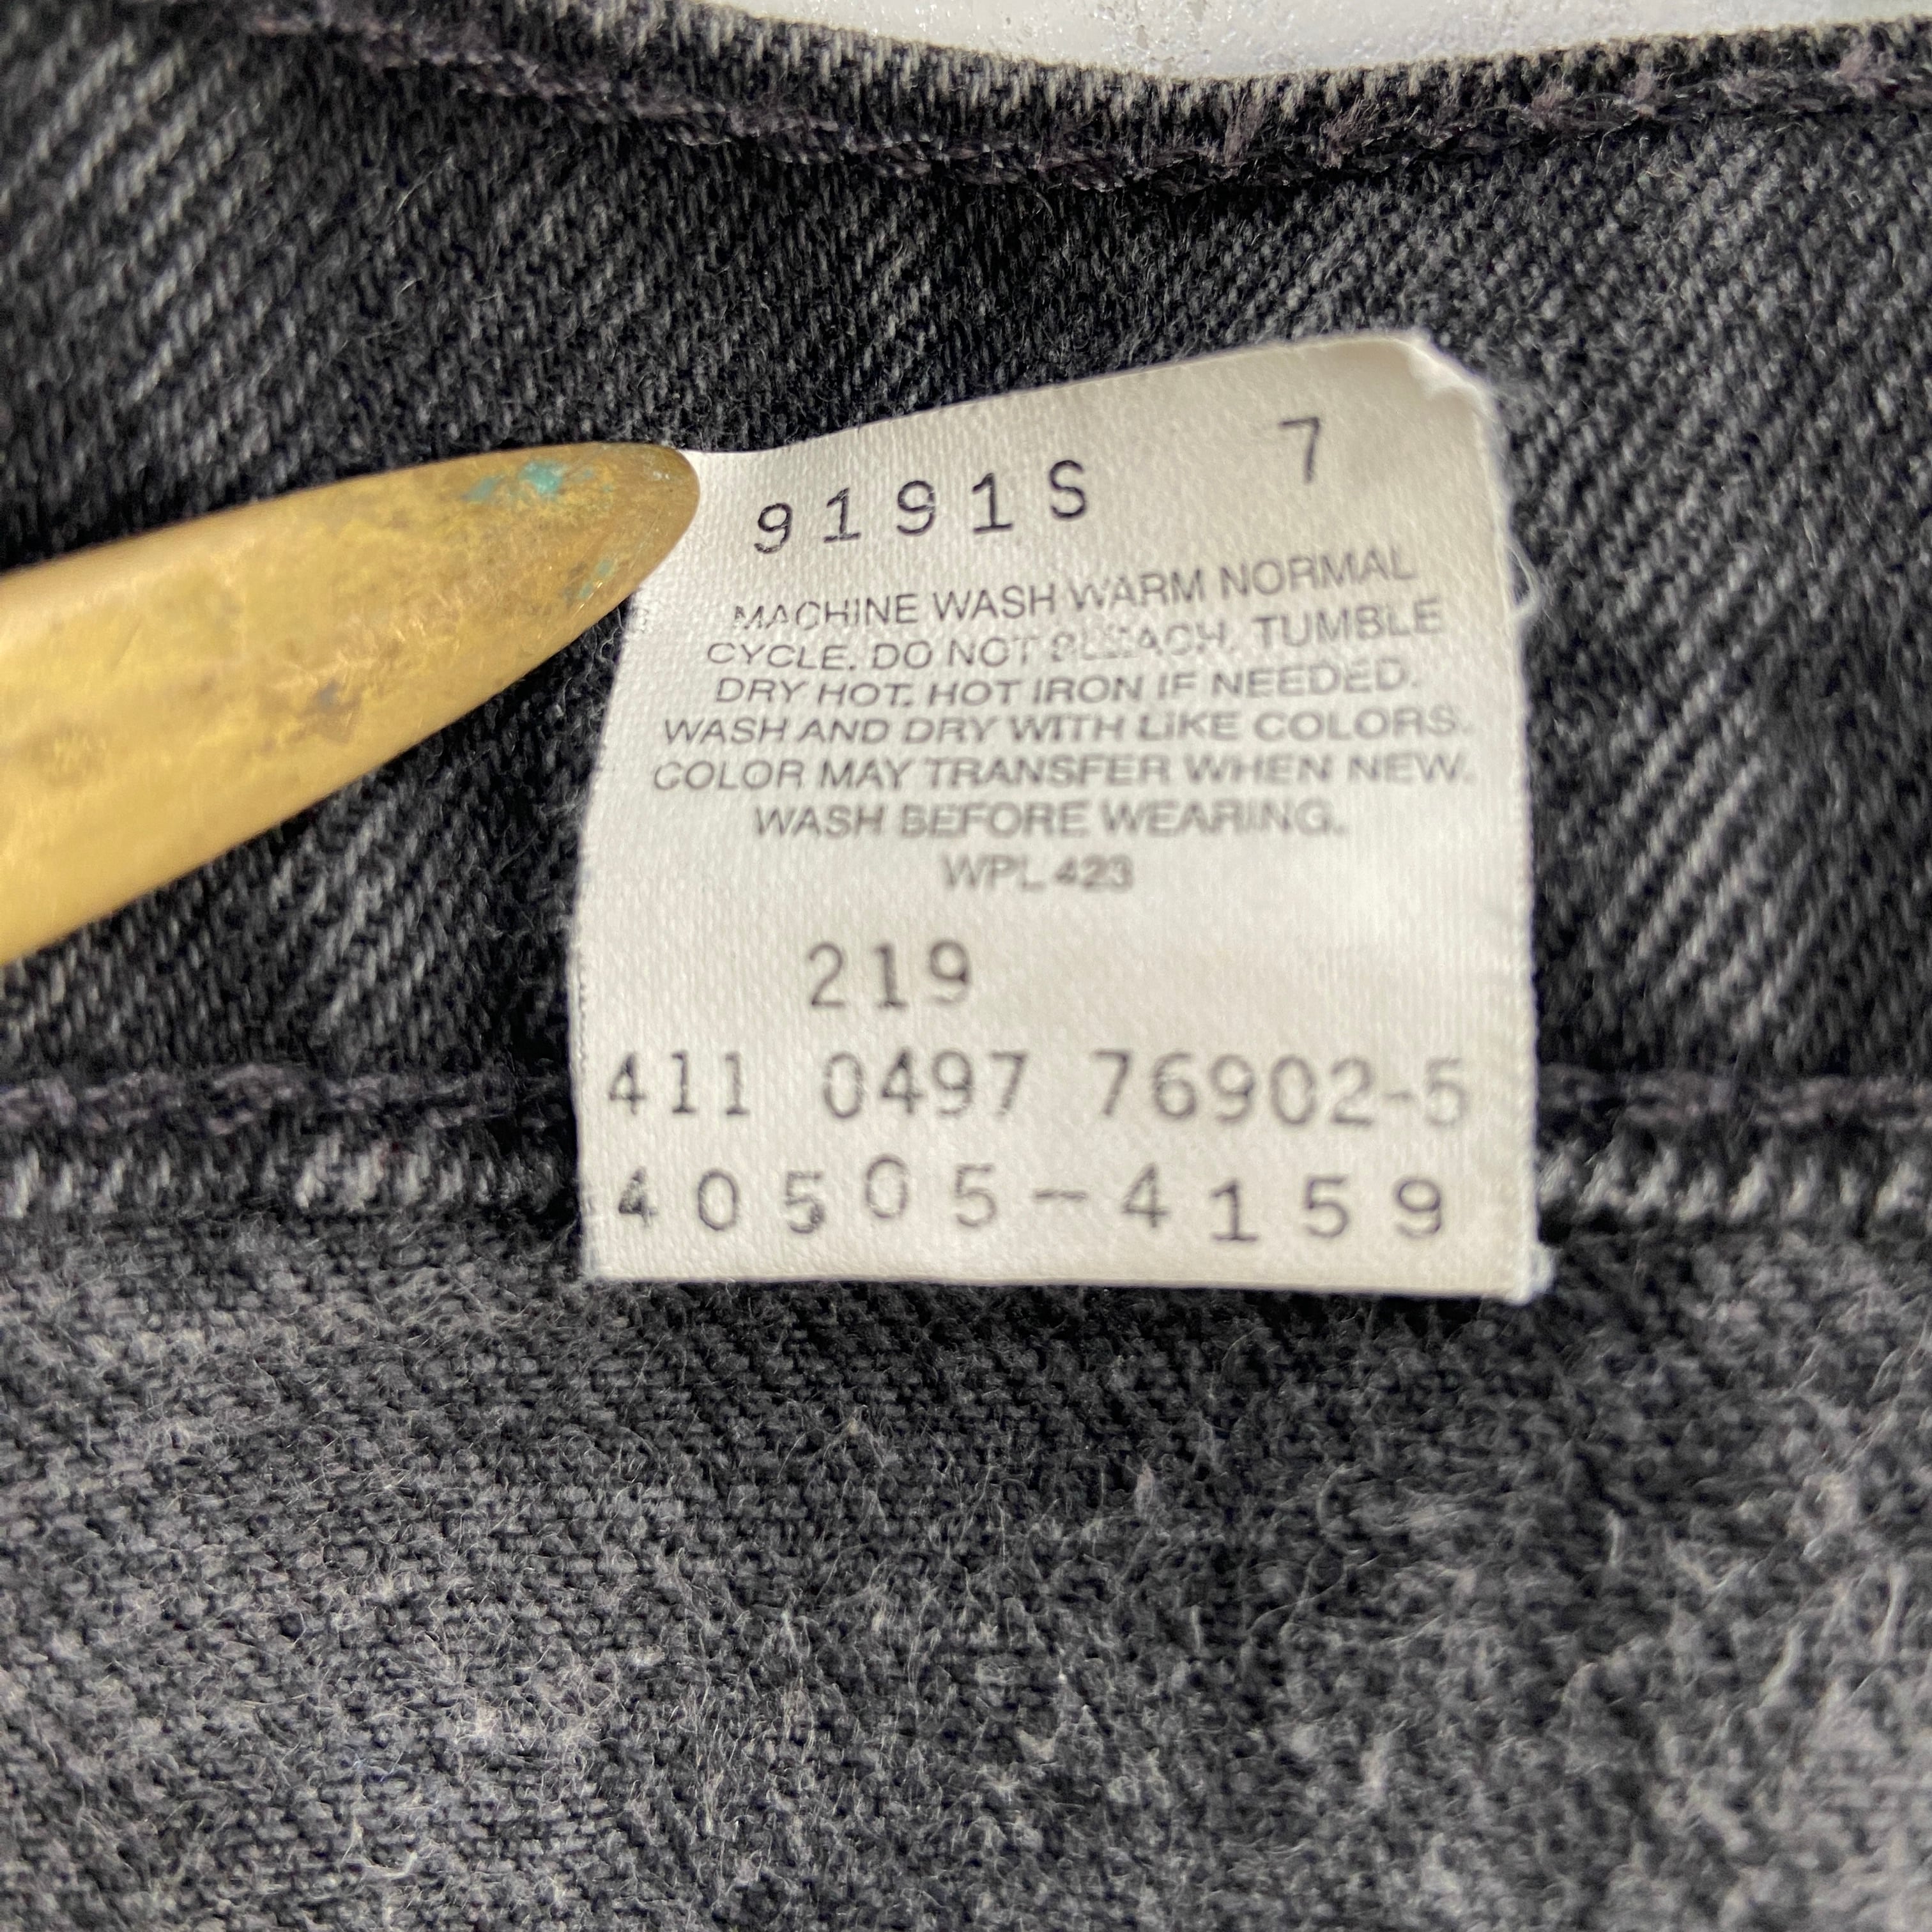 9191S 7
MACHINE WASH WARM NORMAL
CYCLE. DO NOT BLEACH. TUMBLE
DRY HOT. HOT IRON IF NEEDED.
WASH AND DRY WITH LIKE COLORS.
COLOR MAY TRANSFER WHEN NEW.
WASH BEFORE WEARING.
WPL 423
219
411 0497 76902-5
40505-4159